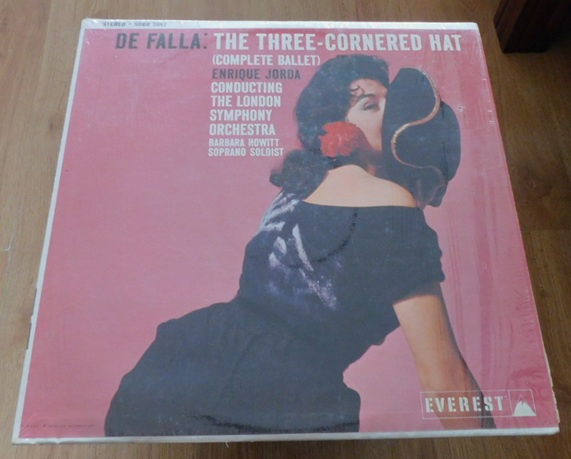 DE FALLA: THE THREE-CORNERED HAT
(COMPLETE BALLET)
ENRIQUE JORDA
CONDUCTING
THE LONDON
SYMPHONY
ORCHESTRA
BARBARA HOWITT
SOPRANO SOLOIST
EVEREST